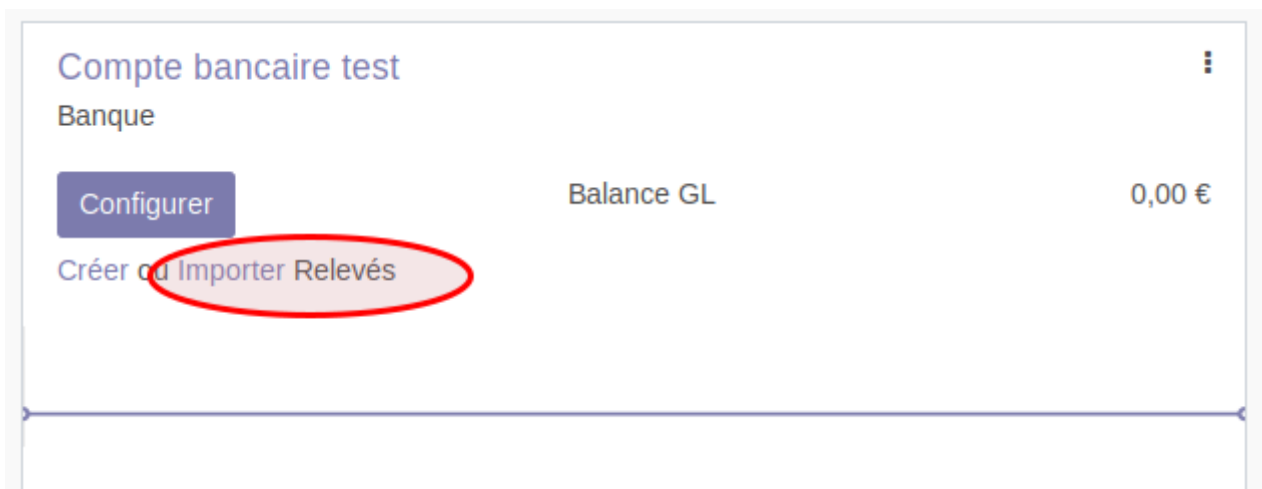 Compte bancaire test
Banque
Configurer
Balance GL
0,00 €
Créer ou Importer Relevés